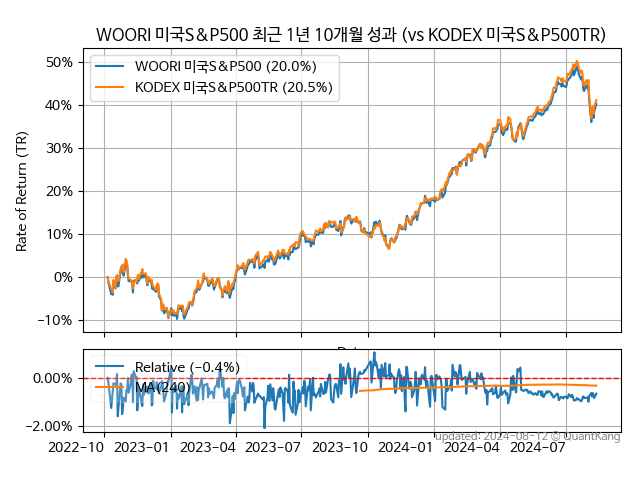 WOORI 미국S&P500 최근 1년 10개월 성과 (vs KODEX 미국S&P500TR)
WOORI 미국S&P500 (20.0%)
KODEX 미국S&P500TR (20.5%)
Rate of Return (TR)
50%
40%
30%
20%
10%
0%
−10%
Relative (−0.4%)
MA(240)
0.00%
−2.00%
2022-10 2023-01 2023-04 2023-07 2023-10 2024-01 2024-04 2024-07
updated: 2024-08-12 © QuantKang